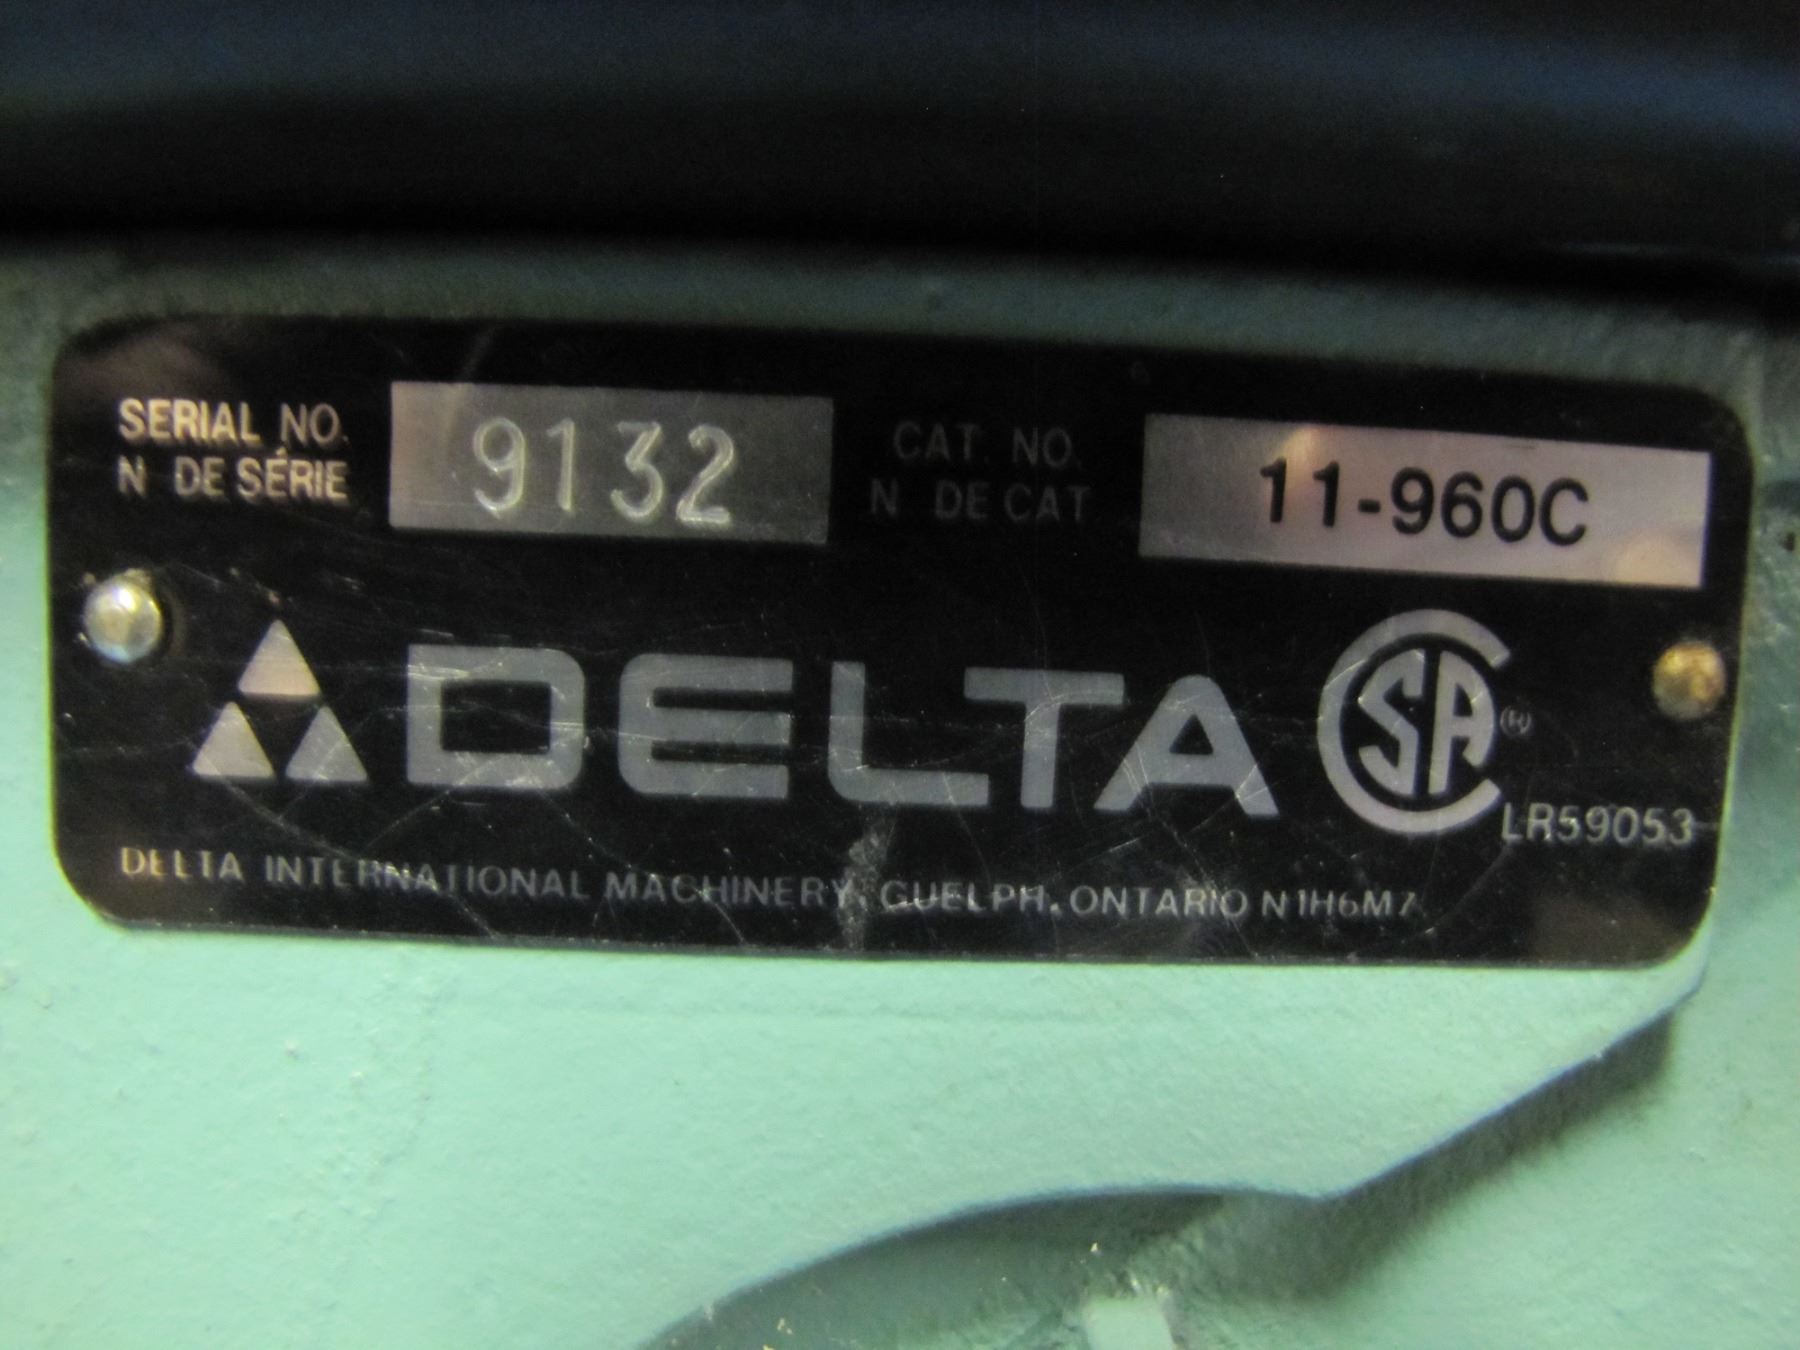 SERIAL NO. 9132 CAT. NO. 11-960C
N DE SÉRIE N DE CAT
DELTA CSA ®
LR59053
DELTA INTERNATIONAL MACHINERY, GUELPH, ONTARIO N1H6M7